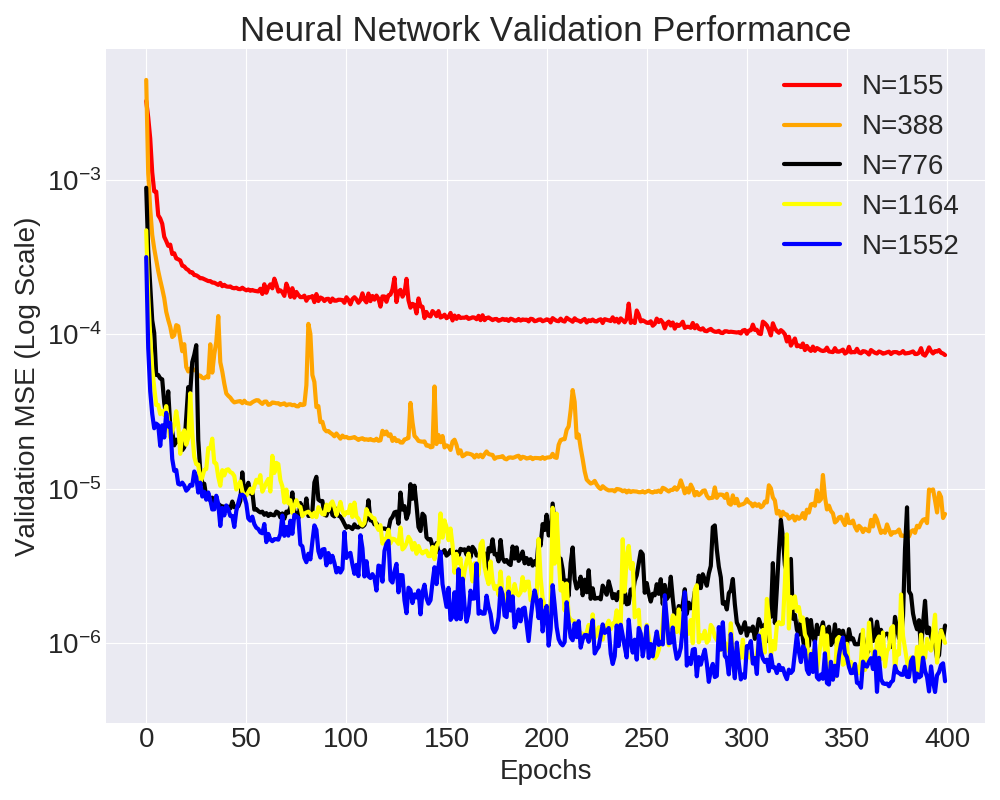 Neural Network Validation Performance
N=155
N=388
N=776
N=1164
N=1552
Validation MSE (Log Scale)
10⁻³
10⁻⁴
10⁻⁵
10⁻⁶
0 50 100 150 200 250 300 350 400
Epochs